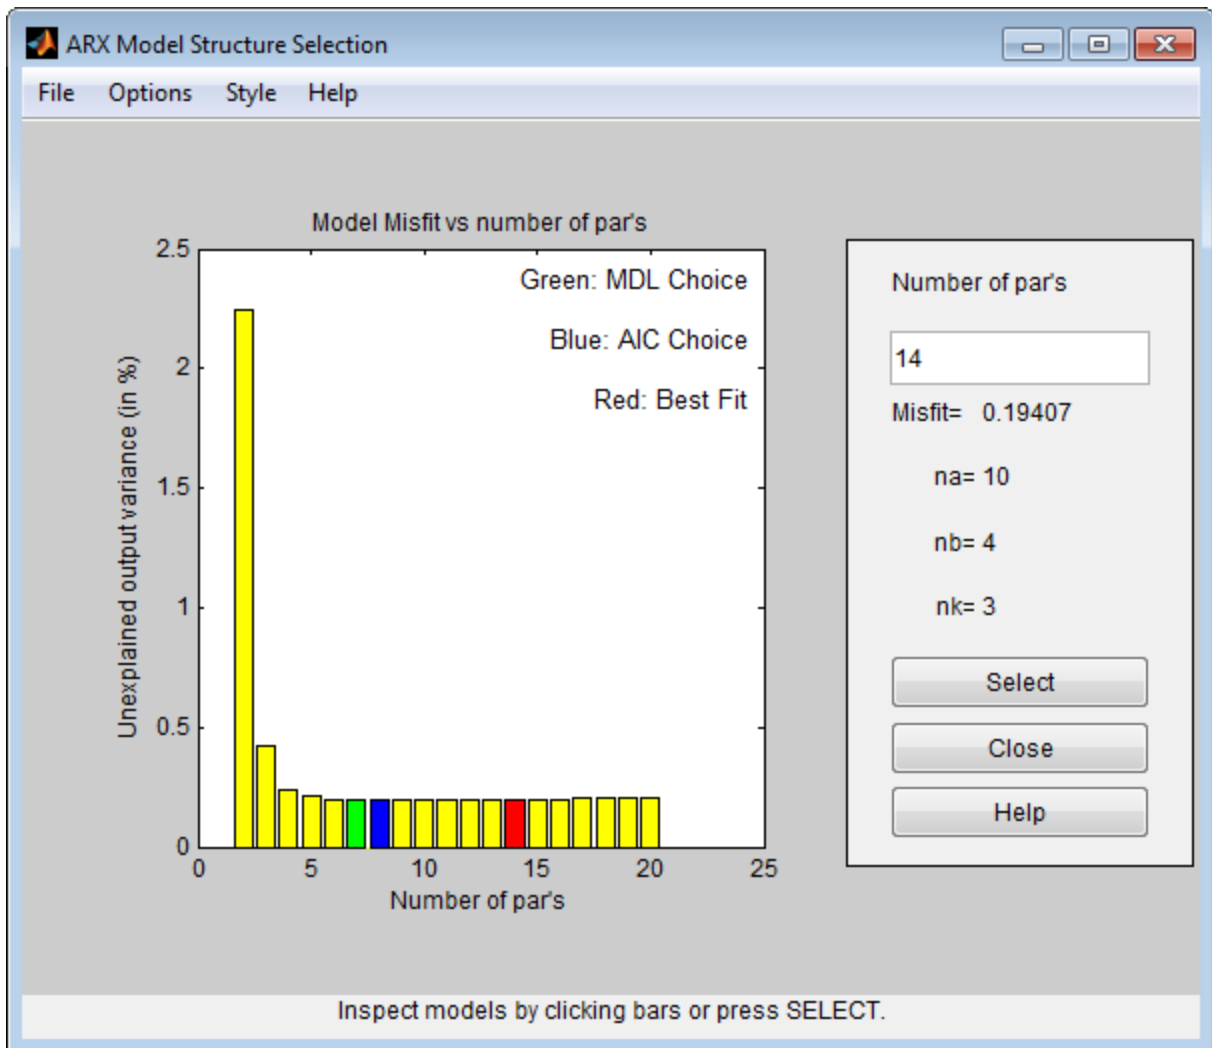 ARX Model Structure Selection
File Options Style Help
Model Misfit vs number of par's
Green: MDL Choice
Blue: AIC Choice
Red: Best Fit
Unexplained output variance (in %)
2.5
2
1.5
1
0.5
0
0 5 10 15 20 25
Number of par's
Number of par's
14
Misfit= 0.19407
na= 10
nb= 4
nk= 3
Select
Close
Help
Inspect models by clicking bars or press SELECT.